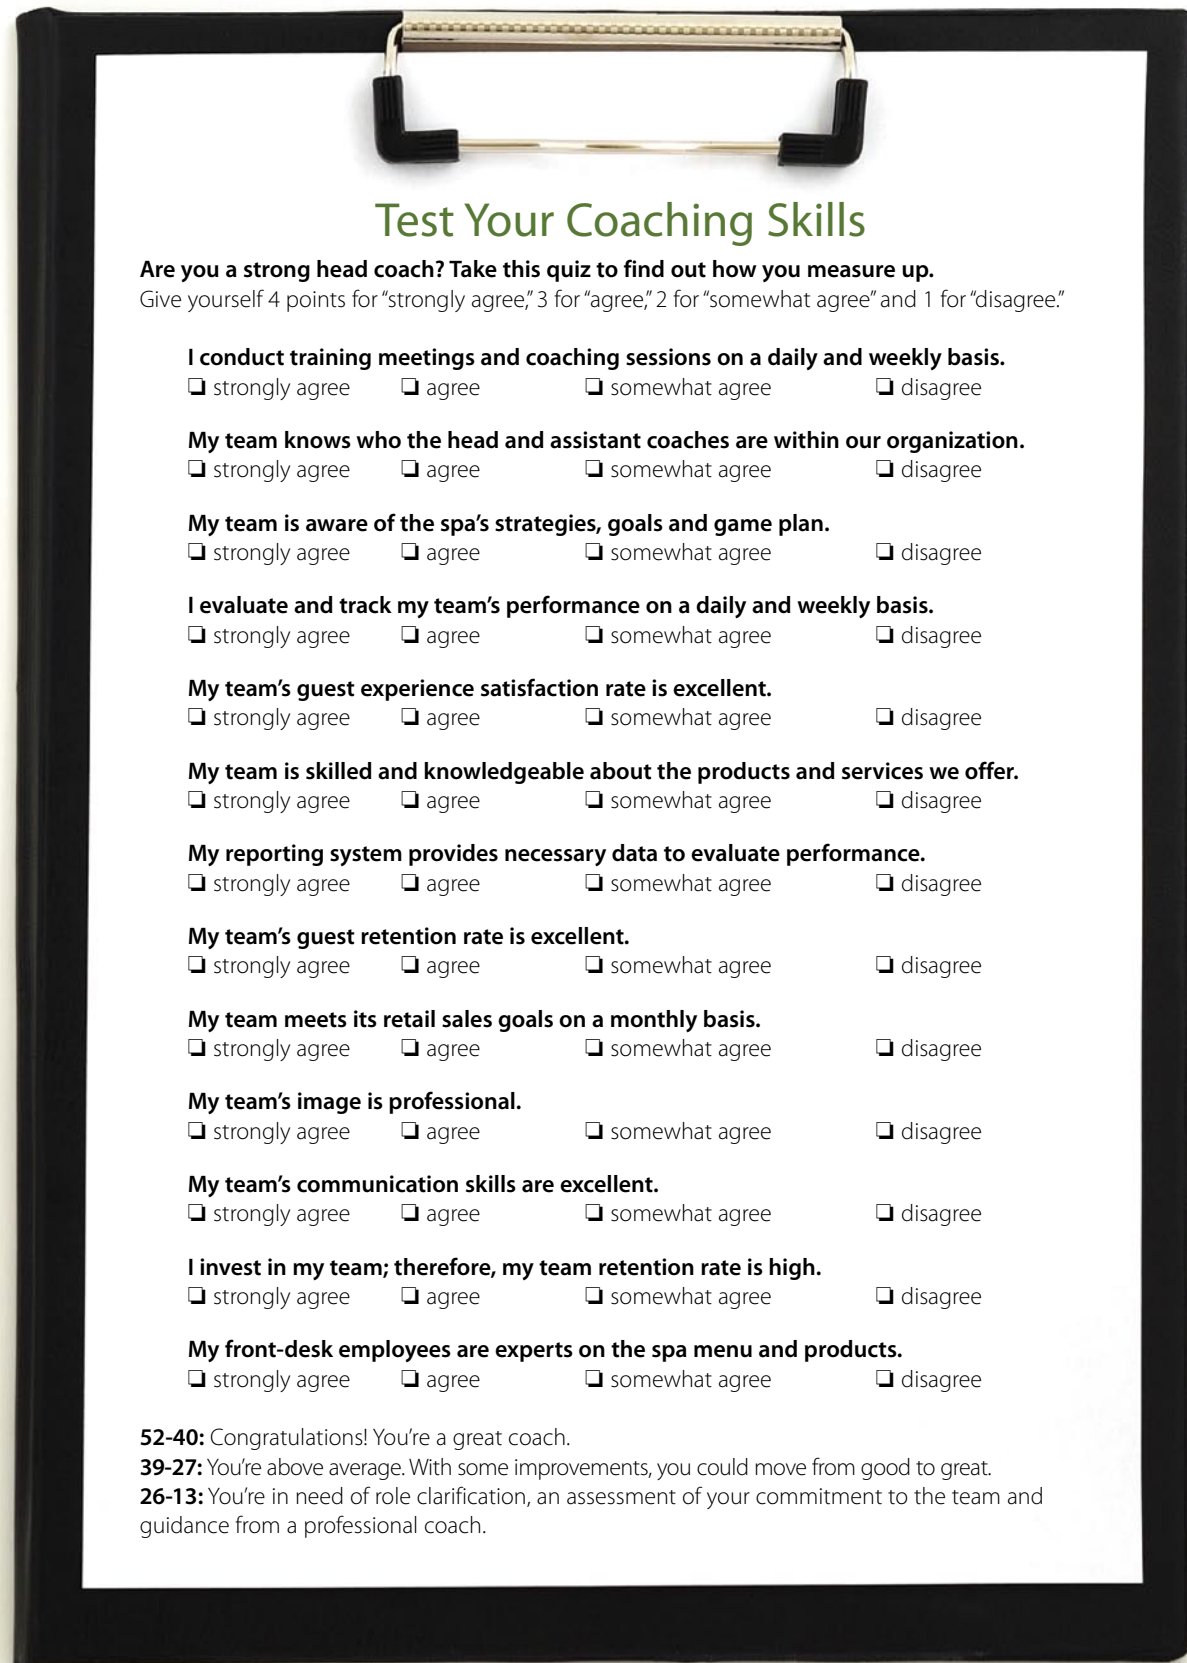 Test Your Coaching Skills
Are you a strong head coach? Take this quiz to find out how you measure up.
Give yourself 4 points for “strongly agree,” 3 for “agree,” 2 for “somewhat agree” and 1 for “disagree.”
I conduct training meetings and coaching sessions on a daily and weekly basis.
❏ strongly agree ❏ agree ❏ somewhat agree ❏ disagree
My team knows who the head and assistant coaches are within our organization.
❏ strongly agree ❏ agree ❏ somewhat agree ❏ disagree
My team is aware of the spa’s strategies, goals and game plan.
❏ strongly agree ❏ agree ❏ somewhat agree ❏ disagree
I evaluate and track my team’s performance on a daily and weekly basis.
❏ strongly agree ❏ agree ❏ somewhat agree ❏ disagree
My team’s guest experience satisfaction rate is excellent.
❏ strongly agree ❏ agree ❏ somewhat agree ❏ disagree
My team is skilled and knowledgeable about the products and services we offer.
❏ strongly agree ❏ agree ❏ somewhat agree ❏ disagree
My reporting system provides necessary data to evaluate performance.
❏ strongly agree ❏ agree ❏ somewhat agree ❏ disagree
My team’s guest retention rate is excellent.
❏ strongly agree ❏ agree ❏ somewhat agree ❏ disagree
My team meets its retail sales goals on a monthly basis.
❏ strongly agree ❏ agree ❏ somewhat agree ❏ disagree
My team’s image is professional.
❏ strongly agree ❏ agree ❏ somewhat agree ❏ disagree
My team’s communication skills are excellent.
❏ strongly agree ❏ agree ❏ somewhat agree ❏ disagree
I invest in my team; therefore, my team retention rate is high.
❏ strongly agree ❏ agree ❏ somewhat agree ❏ disagree
My front-desk employees are experts on the spa menu and products.
❏ strongly agree ❏ agree ❏ somewhat agree ❏ disagree
52-40: Congratulations! You’re a great coach.
39-27: You’re above average. With some improvements, you could move from good to great.
26-13: You’re in need of role clarification, an assessment of your commitment to the team and
guidance from a professional coach.